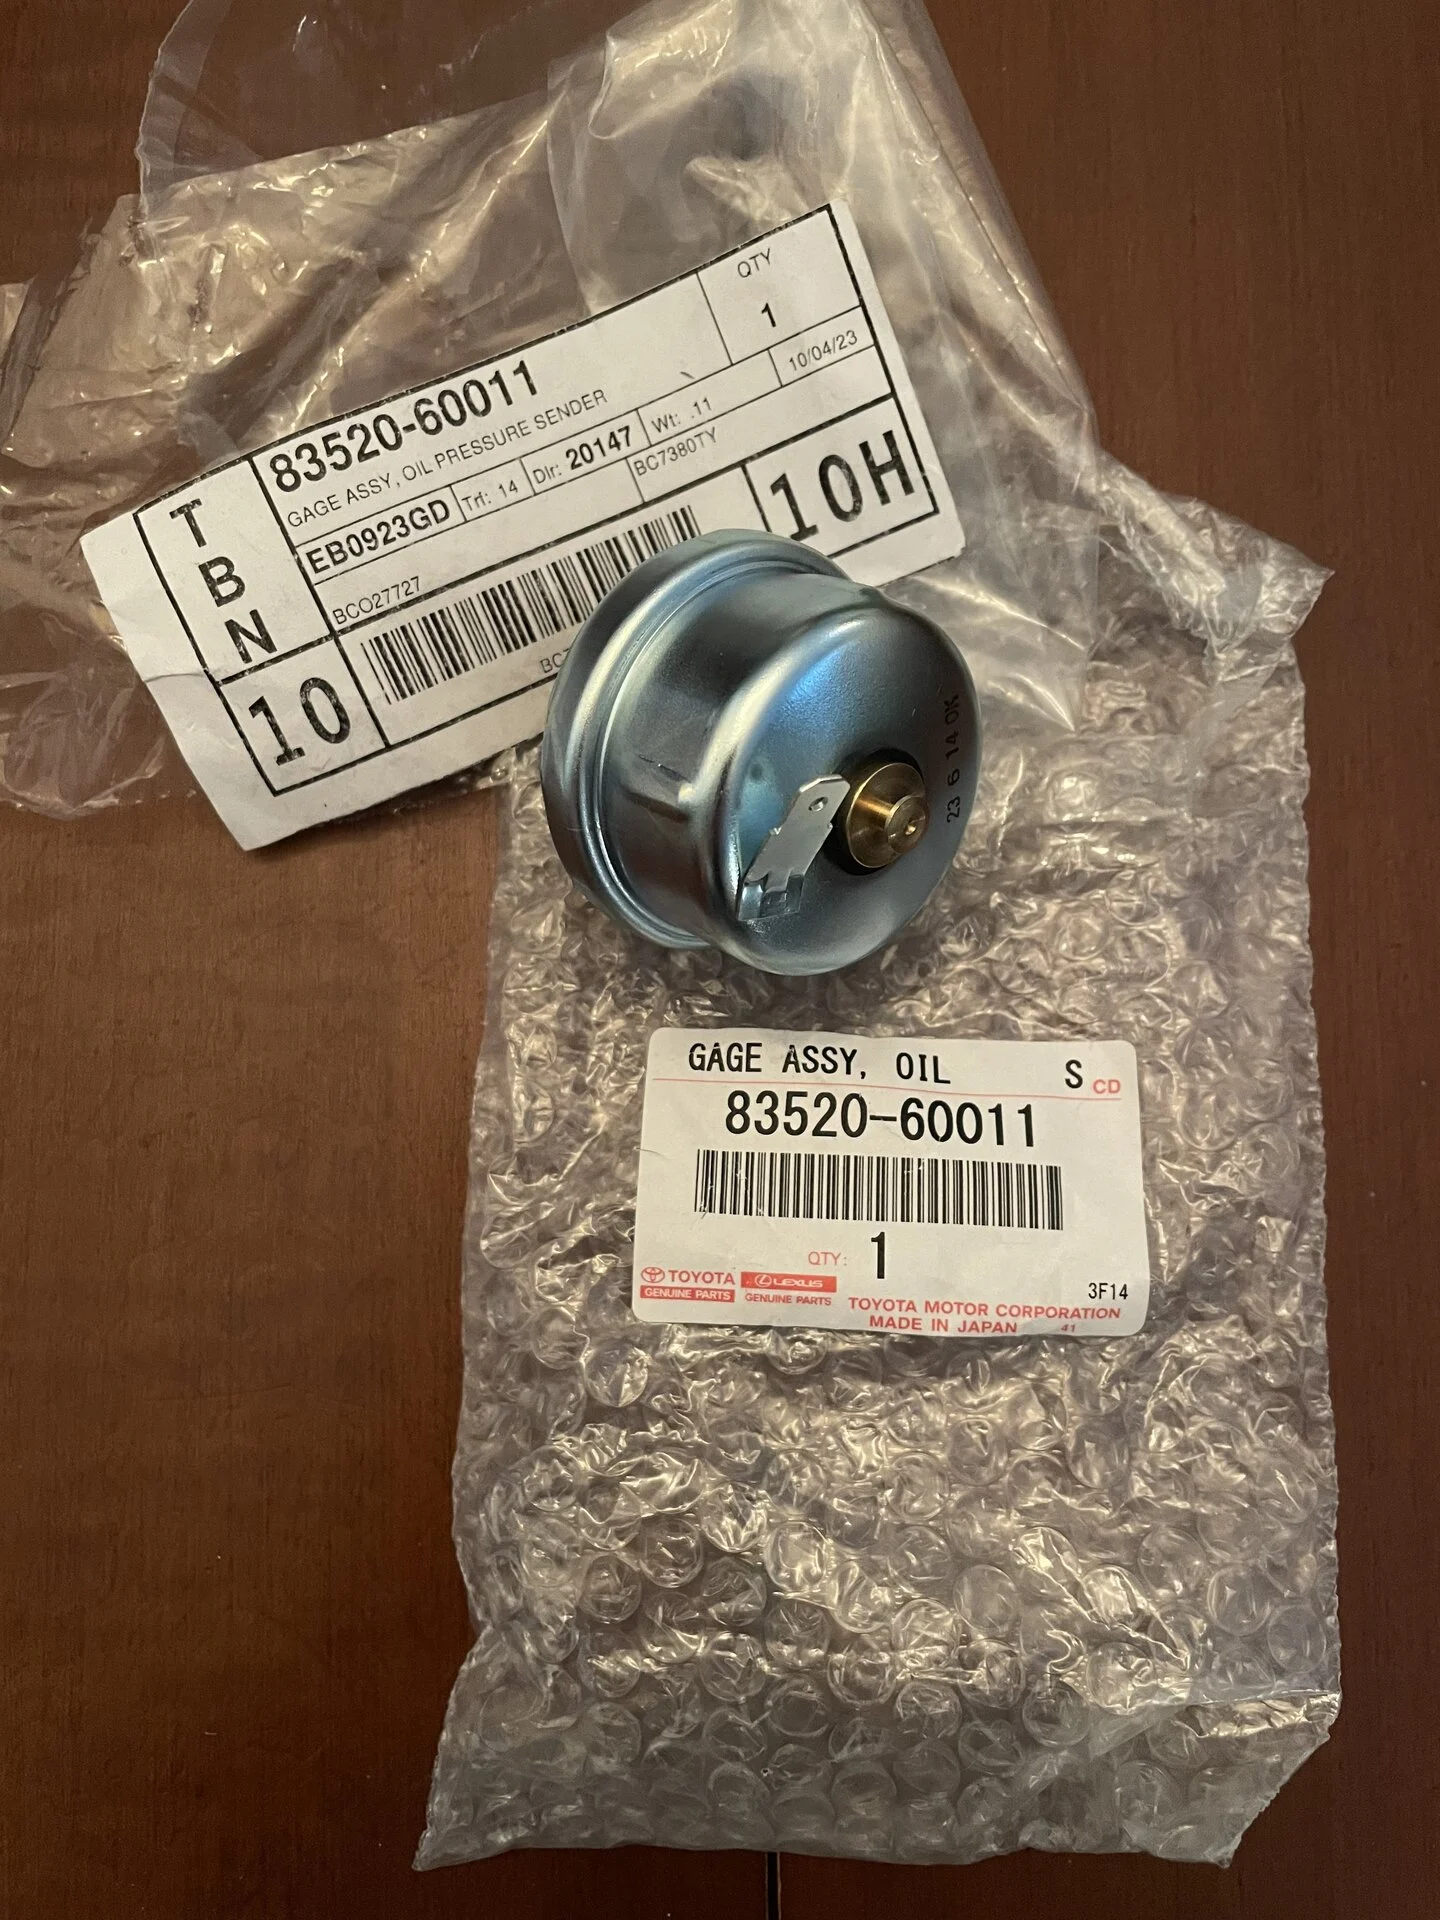 QTY
1
83520-60011
GAGE ASSY, OIL PRESSURE SENDER
10/04/23
EB0923GD
Trf: 14
Dlr: 20147
Wt: .11
BCO27727
BC7380TY
10H
T
B
N
10
23 6 14 OK
GAGE ASSY, OIL S CD
83520-60011
QTY: 1
TOYOTA
GENUINE PARTS
LEXUS
GENUINE PARTS
3F14
TOYOTA MOTOR CORPORATION
MADE IN JAPAN 41